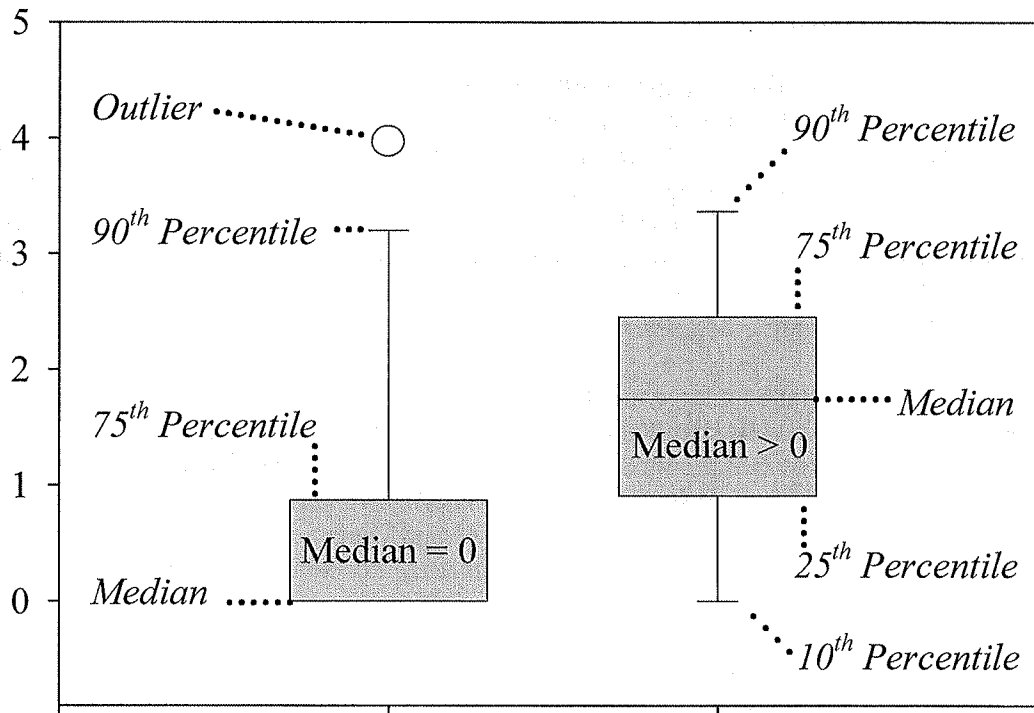 5
Outlier
4
90th Percentile
90th Percentile
3
75th Percentile
2
75th Percentile
Median
Median > 0
1
Median = 0
25th Percentile
Median
0
10th Percentile